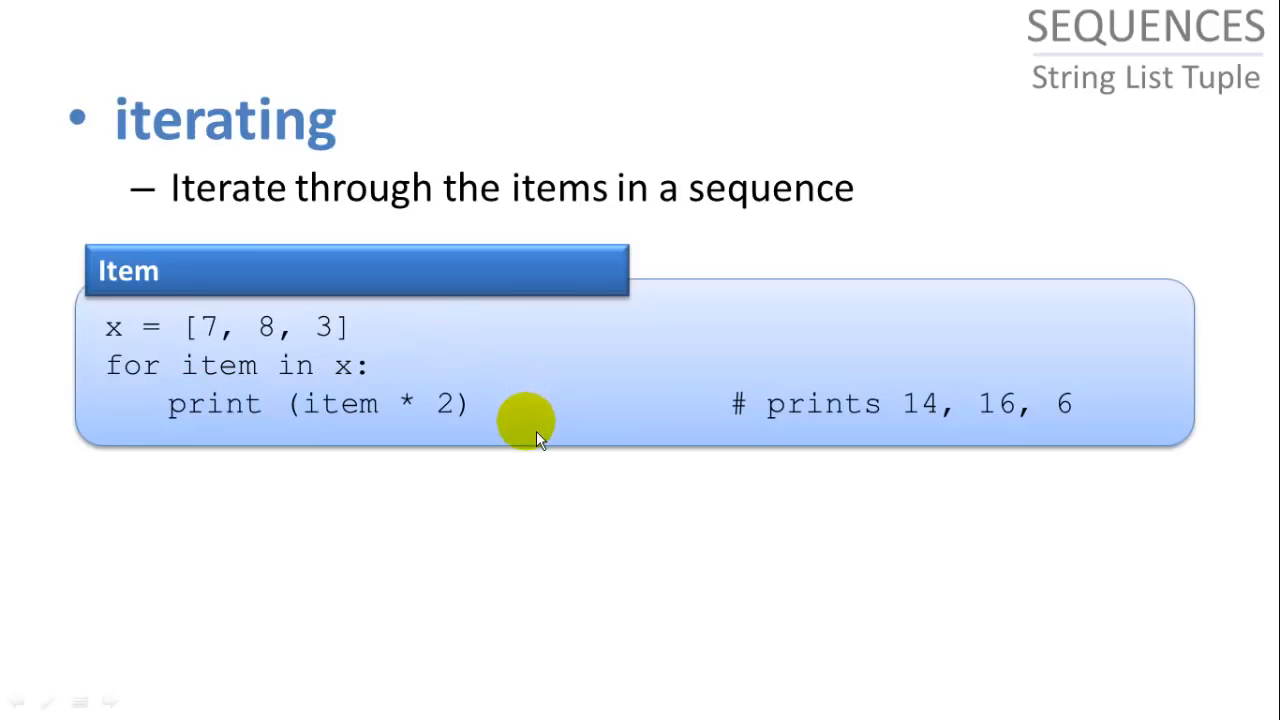 SEQUENCES
String List Tuple
• iterating
– Iterate through the items in a sequence
Item
x = [7, 8, 3]
for item in x:
    print (item * 2)                 # prints 14, 16, 6